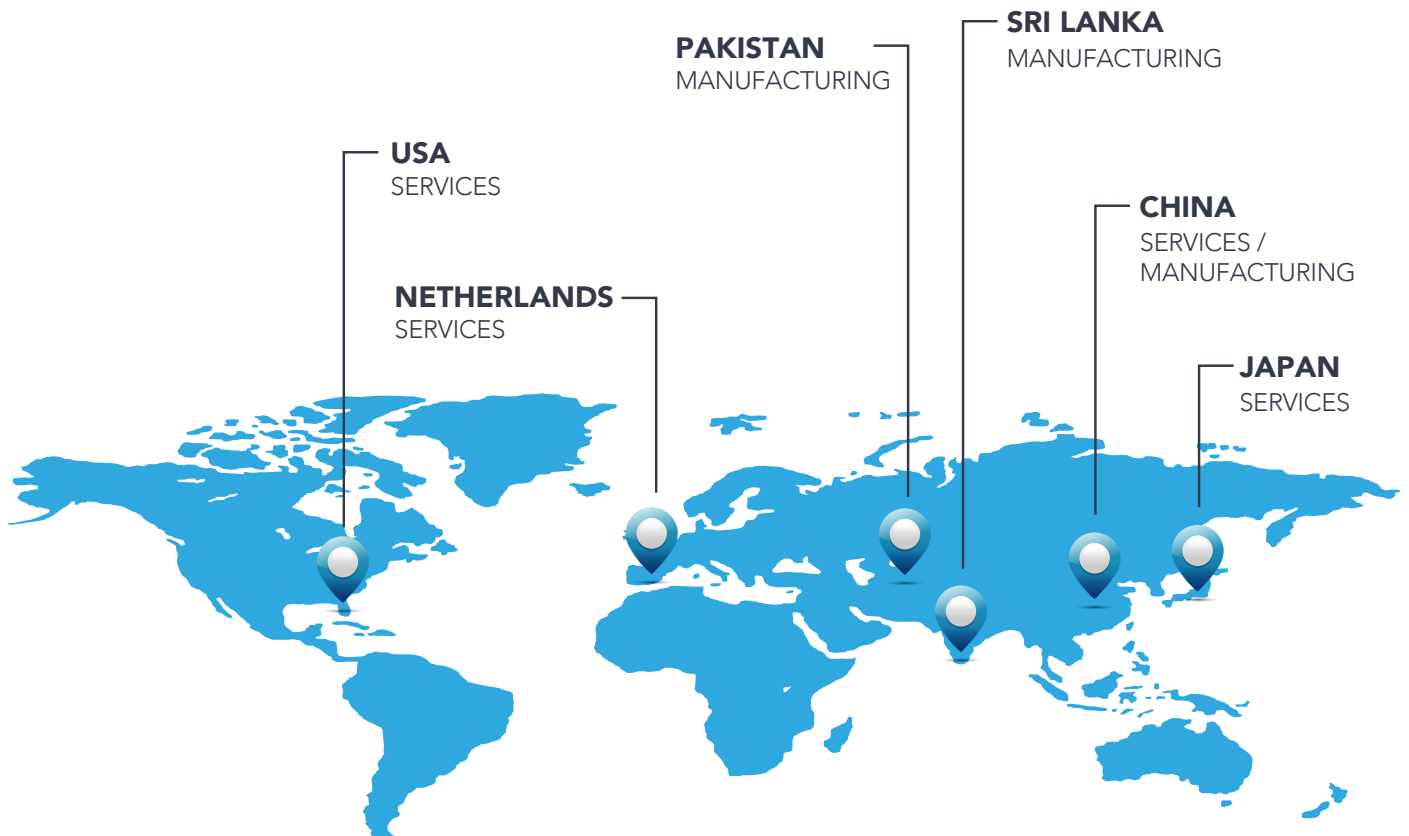 SRI LANKA
MANUFACTURING
PAKISTAN
MANUFACTURING
USA
SERVICES
CHINA
SERVICES /
MANUFACTURING
NETHERLANDS
SERVICES
JAPAN
SERVICES